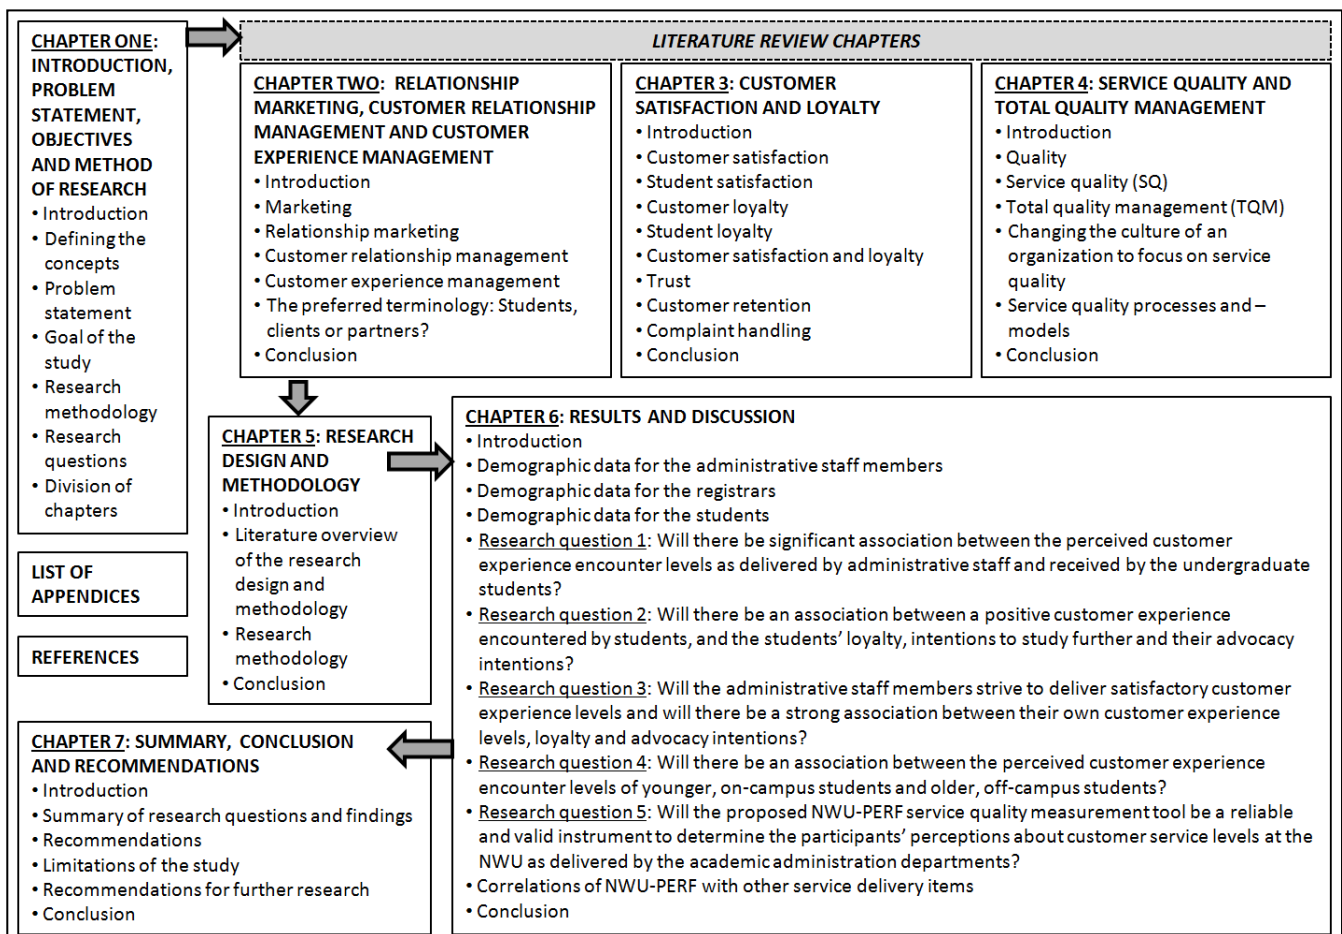 CHAPTER ONE:
INTRODUCTION,
PROBLEM
STATEMENT,
OBJECTIVES
AND METHOD
OF RESEARCH
• Introduction
• Defining the
concepts
• Problem
statement
• Goal of the
study
• Research
methodology
• Research
questions
• Division of
chapters
LIST OF
APPENDICES
REFERENCES
LITERATURE REVIEW CHAPTERS
CHAPTER TWO: RELATIONSHIP
MARKETING, CUSTOMER RELATIONSHIP
MANAGEMENT AND CUSTOMER
EXPERIENCE MANAGEMENT
• Introduction
• Marketing
• Relationship marketing
• Customer relationship management
• Customer experience management
• The preferred terminology: Students,
clients or partners?
• Conclusion
CHAPTER 3: CUSTOMER
SATISFACTION AND LOYALTY
• Introduction
• Customer satisfaction
• Student satisfaction
• Customer loyalty
• Student loyalty
• Customer satisfaction and loyalty
• Trust
• Customer retention
• Complaint handling
• Conclusion
CHAPTER 4: SERVICE QUALITY AND
TOTAL QUALITY MANAGEMENT
• Introduction
• Quality
• Service quality (SQ)
• Total quality management (TQM)
• Changing the culture of an
organization to focus on service
quality
• Service quality processes and –
models
• Conclusion
CHAPTER 5: RESEARCH
DESIGN AND
METHODOLOGY
• Introduction
• Literature overview
of the research
design and
methodology
• Research
methodology
• Conclusion
CHAPTER 6: RESULTS AND DISCUSSION
• Introduction
• Demographic data for the administrative staff members
• Demographic data for the registrars
• Demographic data for the students
• Research question 1: Will there be significant association between the perceived customer
experience encounter levels as delivered by administrative staff and received by the undergraduate
students?
• Research question 2: Will there be an association between a positive customer experience
encountered by students, and the students’ loyalty, intentions to study further and their advocacy
intentions?
• Research question 3: Will the administrative staff members strive to deliver satisfactory customer
experience levels and will there be a strong association between their own customer experience
levels, loyalty and advocacy intentions?
• Research question 4: Will there be an association between the perceived customer experience
encounter levels of younger, on-campus students and older, off-campus students?
• Research question 5: Will the proposed NWU-PERF service quality measurement tool be a reliable
and valid instrument to determine the participants’ perceptions about customer service levels at the
NWU as delivered by the academic administration departments?
• Correlations of NWU-PERF with other service delivery items
• Conclusion
CHAPTER 7: SUMMARY, CONCLUSION
AND RECOMMENDATIONS
• Introduction
• Summary of research questions and findings
• Recommendations
• Limitations of the study
• Recommendations for further research
• Conclusion